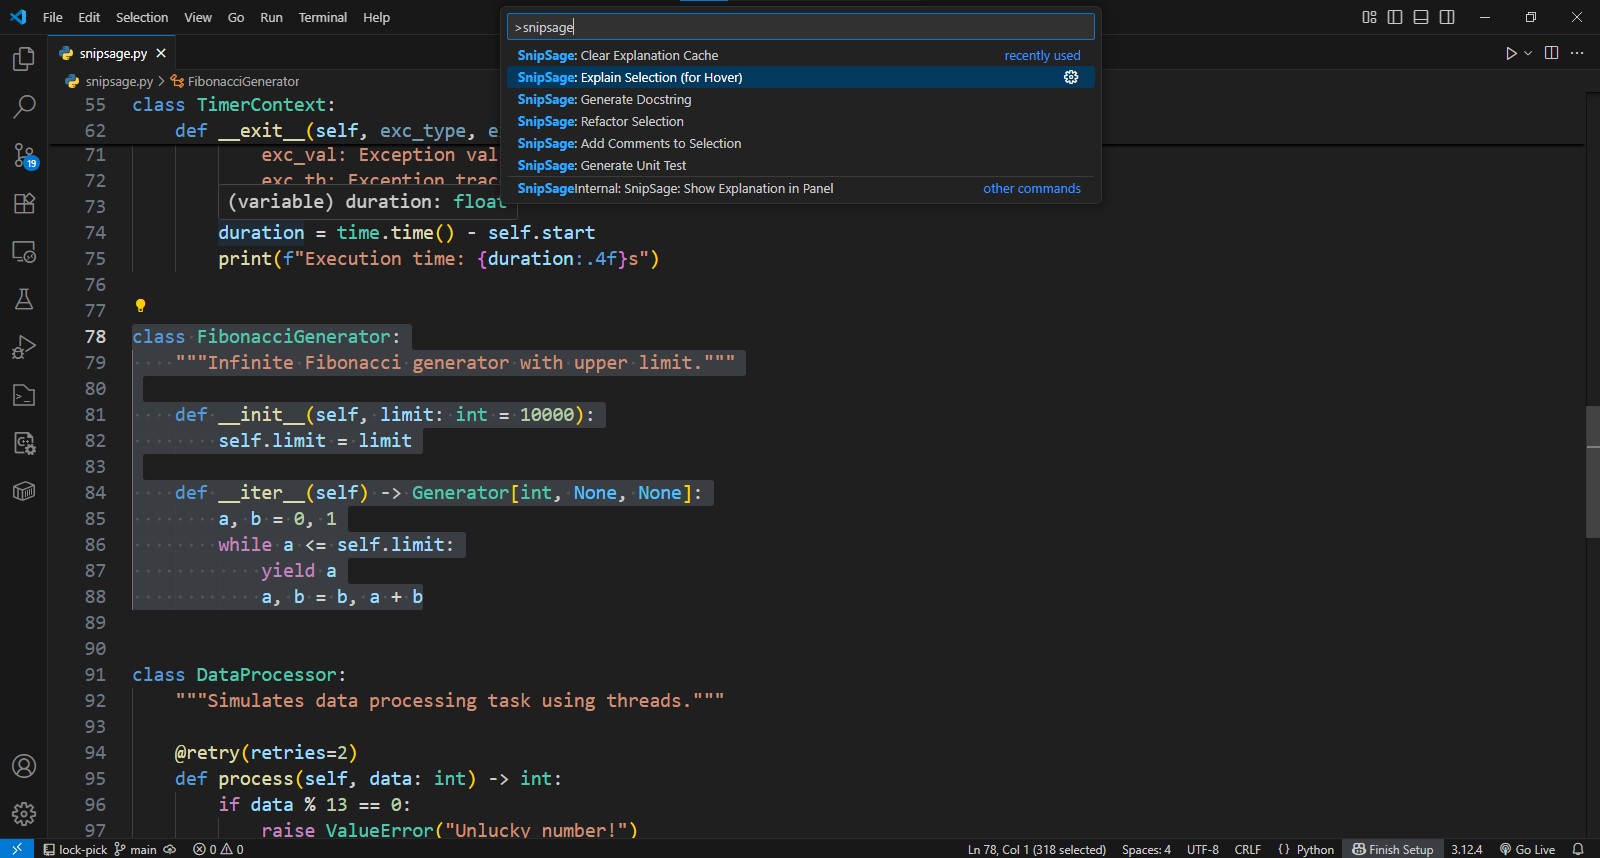 File Edit Selection View Go Run Terminal Help
>snipsage
SnipSage: Clear Explanation Cache recently used
SnipSage: Explain Selection (for Hover)
SnipSage: Generate Docstring
SnipSage: Refactor Selection
SnipSage: Add Comments to Selection
SnipSage: Generate Unit Test
SnipSageInternal: SnipSage: Show Explanation in Panel other commands
snipsage.py
snipsage.py > FibonacciGenerator
55 class TimerContext:
62 def __exit__(self, exc_type, e
71 exc_val: Exception val
72 exc_tb: Exception trac
73 (variable) duration: float
74 duration = time.time() - self.start
75 print(f"Execution time: {duration:.4f}s")
76
77
78 class FibonacciGenerator:
79 """Infinite Fibonacci generator with upper limit."""
80
81 def __init__(self, limit: int = 10000):
82 self.limit = limit
83
84 def __iter__(self) -> Generator[int, None, None]:
85 a, b = 0, 1
86 while a <= self.limit:
87 yield a
88 a, b = b, a + b
89
90
91 class DataProcessor:
92 """Simulates data processing task using threads."""
93
94 @retry(retries=2)
95 def process(self, data: int) -> int:
96 if data % 13 == 0:
97 raise ValueError("Unlucky number!")
19
lock-pick main 0 0 Ln 78, Col 1 (318 selected) Spaces: 4 UTF-8 CRLF {} Python Finish Setup 3.12.4 Go Live